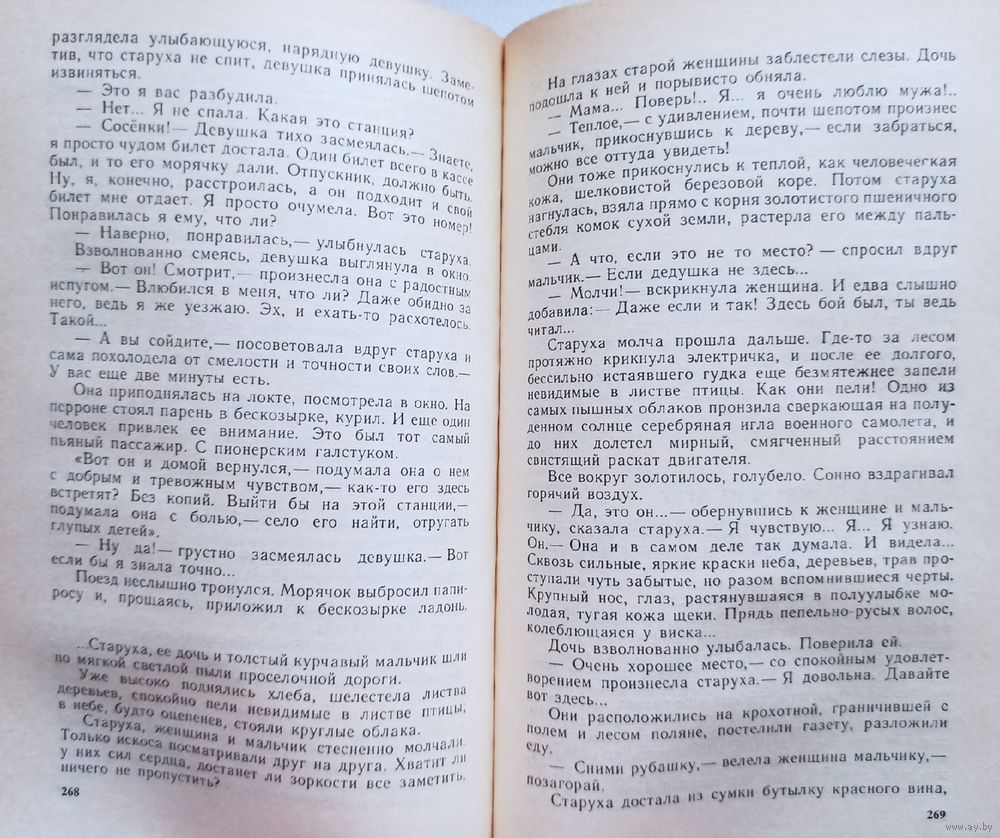 разглядела улыбающуюся, нарядную девушку. Заме-
тив, что старуха не спит, девушка принялась шепотом
извиняться.
— Это я вас разбудила.
— Нет... Я не спала. Какая это станция?
— Сосёнки!— Девушка тихо засмеялась.— Знаете,
я просто чудом билет достала. Один билет всего в кассе
был, и то его морячку дали. Отпускник, должно быть.
Ну, я, конечно, расстроилась, а он подходит и свой
билет мне отдает. Я просто очумела. Вот это номер!
Понравилась я ему, что ли?
— Наверно, понравилась,— улыбнулась старуха.
Взволнованно смеясь, девушка выглянула в окно.
— Вот он! Смотрит,— произнесла она с радостным
испугом.— Влюбился в меня, что ли? Даже обидно за
него, ведь я же уезжаю. Эх, и ехать-то расхотелось.
Такой...
— А вы сойдите,— посоветовала вдруг старуха и
сама похолодела от смелости и точности своих слов.—
У вас еще две минуты есть.
Она приподнялась на локте, посмотрела в окно. На
перроне стоял парень в бескозырке, курил. И еще один
человек привлек ее внимание. Это был тот самый
пьяный пассажир. С пионерским галстуком.
«Вот он и домой вернулся,— подумала она о нем
с добрым и тревожным чувством,— как-то его здесь
встретят? Без копий. Выйти бы на этой станции,—
подумала она с болью,— село его найти, отругать
глупых детей».
— Ну да!— грустно засмеялась девушка.— Вот
если бы я знала точно...
Поезд неслышно тронулся. Морячок выбросил папи-
росу и, прощаясь, приложил к бескозырке ладонь.
...Старуха, ее дочь и толстый курчавый мальчик шли
по мягкой светлой пыли проселочной дороги.
Уже высоко поднялись хлеба, шелестела листва
деревьев, спокойно пели невидимые в листве птицы,
в небе, будто оцепенев, стояли круглые облака.
Старуха, женщина и мальчик стесненно молчали.
Только искоса посматривали друг на друга. Хватит ли
у них сил сердца, достанет ли зоркости все заметить,
ничего не пропустить?
268
На глазах старой женщины заблестели слезы. Дочь
подошла к ней и порывисто обняла.
— Мама... Поверь!.. Я... я очень люблю мужа!..
— Теплое,— с удивлением, почти шепотом произнес
мальчик, прикоснувшись к дереву,— если забраться,
можно все оттуда увидеть!
Они тоже прикоснулись к теплой, как человеческая
кожа, шелковистой березовой коре. Потом старуха
нагнулась, взяла прямо с корня золотистого пшеничного
стебля комок сухой земли, растерла его между паль-
цами.
— А что, если это не то место? — спросил вдруг
мальчик.— Если дедушка не здесь...
— Молчи!— вскрикнула женщина. И едва слышно
добавила:— Даже если и так! Здесь бой был, ты ведь
читал...
Старуха молча прошла дальше. Где-то за лесом
протяжно крикнула электричка, и после ее долгого,
бессильно истаявшего гудка еще безмятежнее запели
невидимые в листве птицы. Как они пели! Одно из
самых пышных облаков пронзила сверкающая на полу-
денном солнце серебряная игла военного самолета, и
до них долетел мирный, смягченный расстоянием
свистящий раскат двигателя.
Все вокруг золотилось, голубело. Сонно вздрагивал
горячий воздух.
— Да, это он...— обернувшись к женщине и маль-
чику, сказала старуха.— Я чувствую... Я... Я узнаю.
Он.— Она и в самом деле так думала. И видела...
Сквозь сильные, яркие краски неба, деревьев, трав про-
ступали чуть забытые, но разом вспомнившиеся черты.
Крупный нос, глаз, растянувшаяся в полуулыбке мо-
лодая, тугая кожа щеки. Прядь пепельно-русых волос,
колеблющаяся у виска...
Дочь взволнованно улыбалась. Поверила ей.
— Очень хорошее место,— со спокойным удовлет-
ворением произнесла старуха.— Я довольна. Давайте
вот здесь...
Они расположились на крохотной, граничившей с
полем и лесом поляне, постелили газету, разложили
еду.
— Сними рубашку,— велела женщина мальчику,—
позагорай.
Старуха достала из сумки бутылку красного вина,
269
www.ay.by